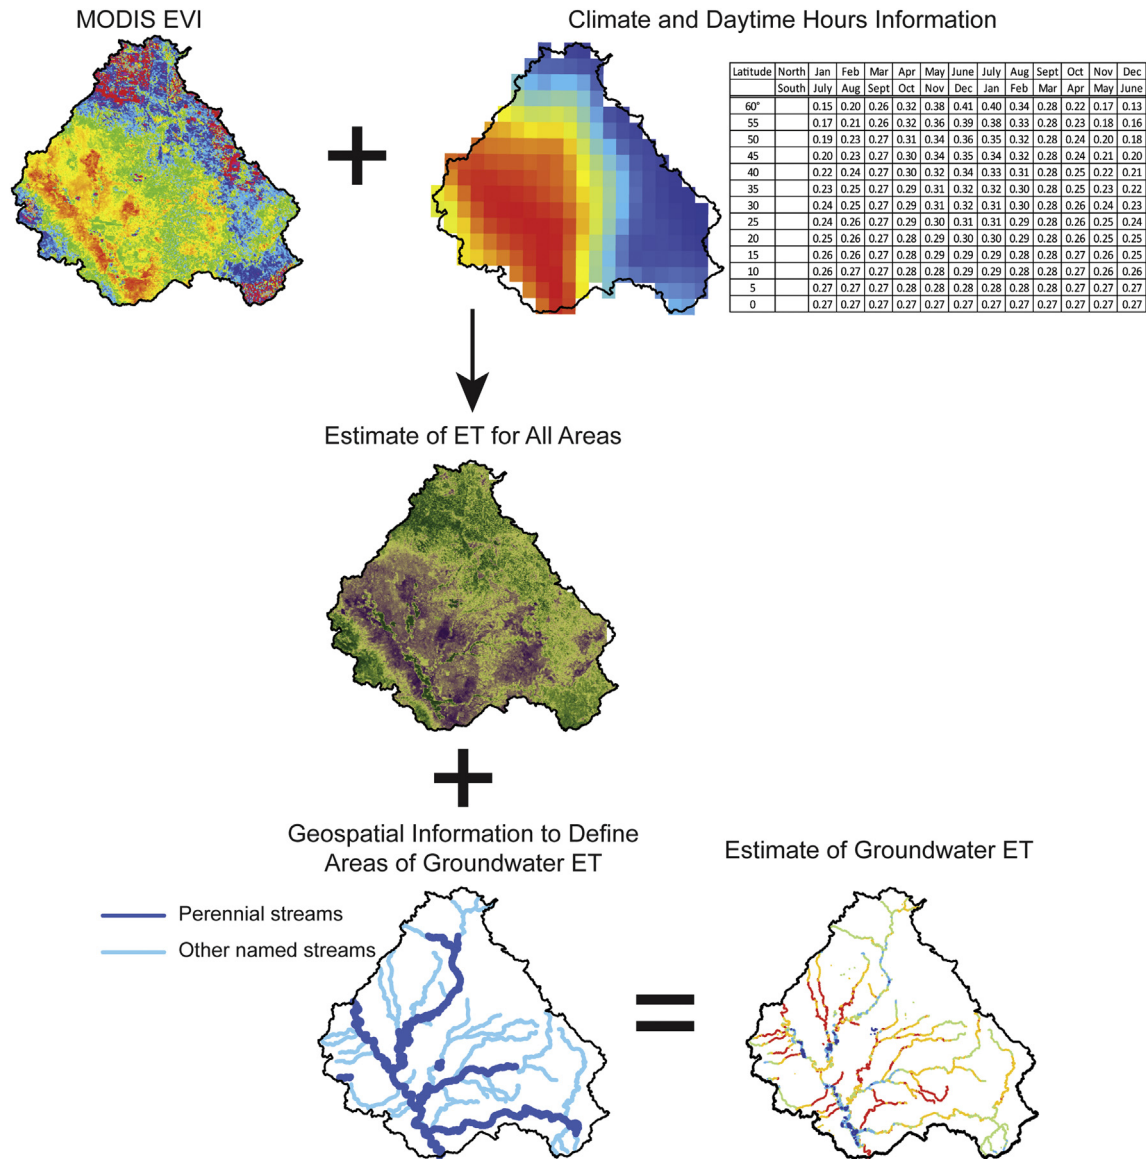 MODIS EVI
Climate and Daytime Hours Information
Latitude North Jan Feb Mar Apr May June July Aug Sept Oct Nov Dec
South July Aug Sept Oct Nov Dec Jan Feb Mar Apr May June
60° 0.15 0.20 0.26 0.32 0.38 0.41 0.40 0.34 0.28 0.22 0.17 0.13
55 0.17 0.21 0.26 0.32 0.36 0.39 0.38 0.33 0.28 0.23 0.18 0.16
50 0.19 0.23 0.27 0.31 0.34 0.36 0.35 0.32 0.28 0.24 0.20 0.18
45 0.20 0.23 0.27 0.30 0.34 0.35 0.34 0.32 0.28 0.24 0.21 0.20
40 0.22 0.24 0.27 0.30 0.32 0.34 0.33 0.31 0.28 0.25 0.22 0.21
35 0.23 0.25 0.27 0.29 0.31 0.32 0.32 0.30 0.28 0.25 0.23 0.22
30 0.24 0.25 0.27 0.29 0.31 0.32 0.31 0.30 0.28 0.26 0.24 0.23
25 0.24 0.26 0.27 0.29 0.30 0.31 0.31 0.29 0.28 0.26 0.25 0.24
20 0.25 0.26 0.27 0.28 0.29 0.30 0.30 0.29 0.28 0.26 0.25 0.25
15 0.26 0.26 0.27 0.28 0.29 0.29 0.29 0.28 0.28 0.27 0.26 0.25
10 0.26 0.27 0.27 0.28 0.28 0.29 0.29 0.28 0.28 0.27 0.26 0.26
5 0.27 0.27 0.27 0.28 0.28 0.28 0.28 0.28 0.28 0.27 0.27 0.27
0 0.27 0.27 0.27 0.27 0.27 0.27 0.27 0.27 0.27 0.27 0.27 0.27
Estimate of ET for All Areas
Geospatial Information to Define
Areas of Groundwater ET
Estimate of Groundwater ET
Perennial streams
Other named streams